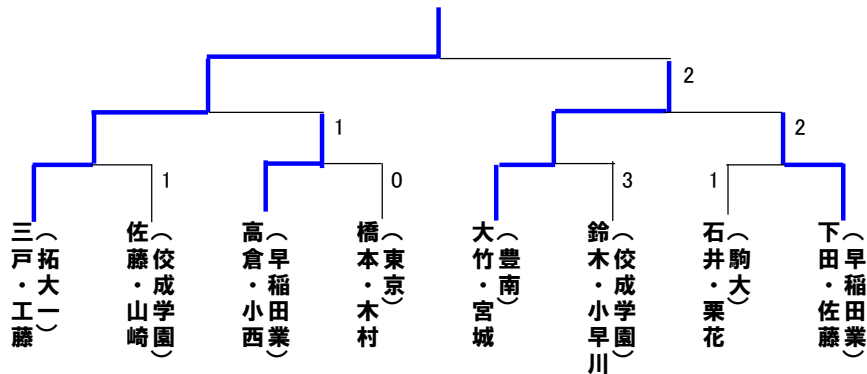 2
1
2
1
0
3
1
三戸・工藤
（拓大一）
佐藤・山崎
（佼成学園）
高倉・小西
（早稲田業）
橋本・木村
（東京）
大竹・宮城
（豊南）
鈴木・小早川
（佼成学園）
石井・栗花
（駒大）
下田・佐藤
（早稲田業）